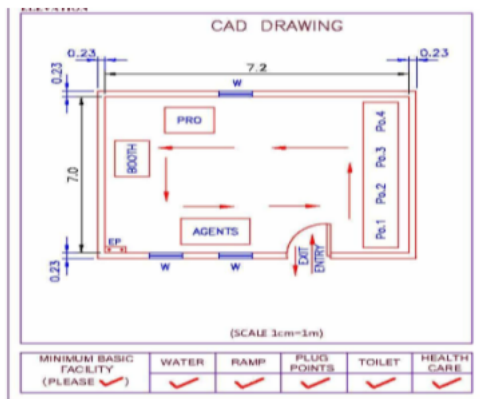 ELEVATION
CAD DRAWING
0.23
0.23
0.23
7.2
W
PRO
BOOTH
7.0
Po.4
Po.3
Po.2
Po.1
AGENTS
EP
EXIT
ENTRY
0.23
W
W
(SCALE 1cm=1m)
MINIMUM BASIC
FACILITY
(PLEASE ✓)
WATER
RAMP
PLUG
POINTS
TOILET
HEALTH
CARE
✓ ✓ ✓ ✓ ✓